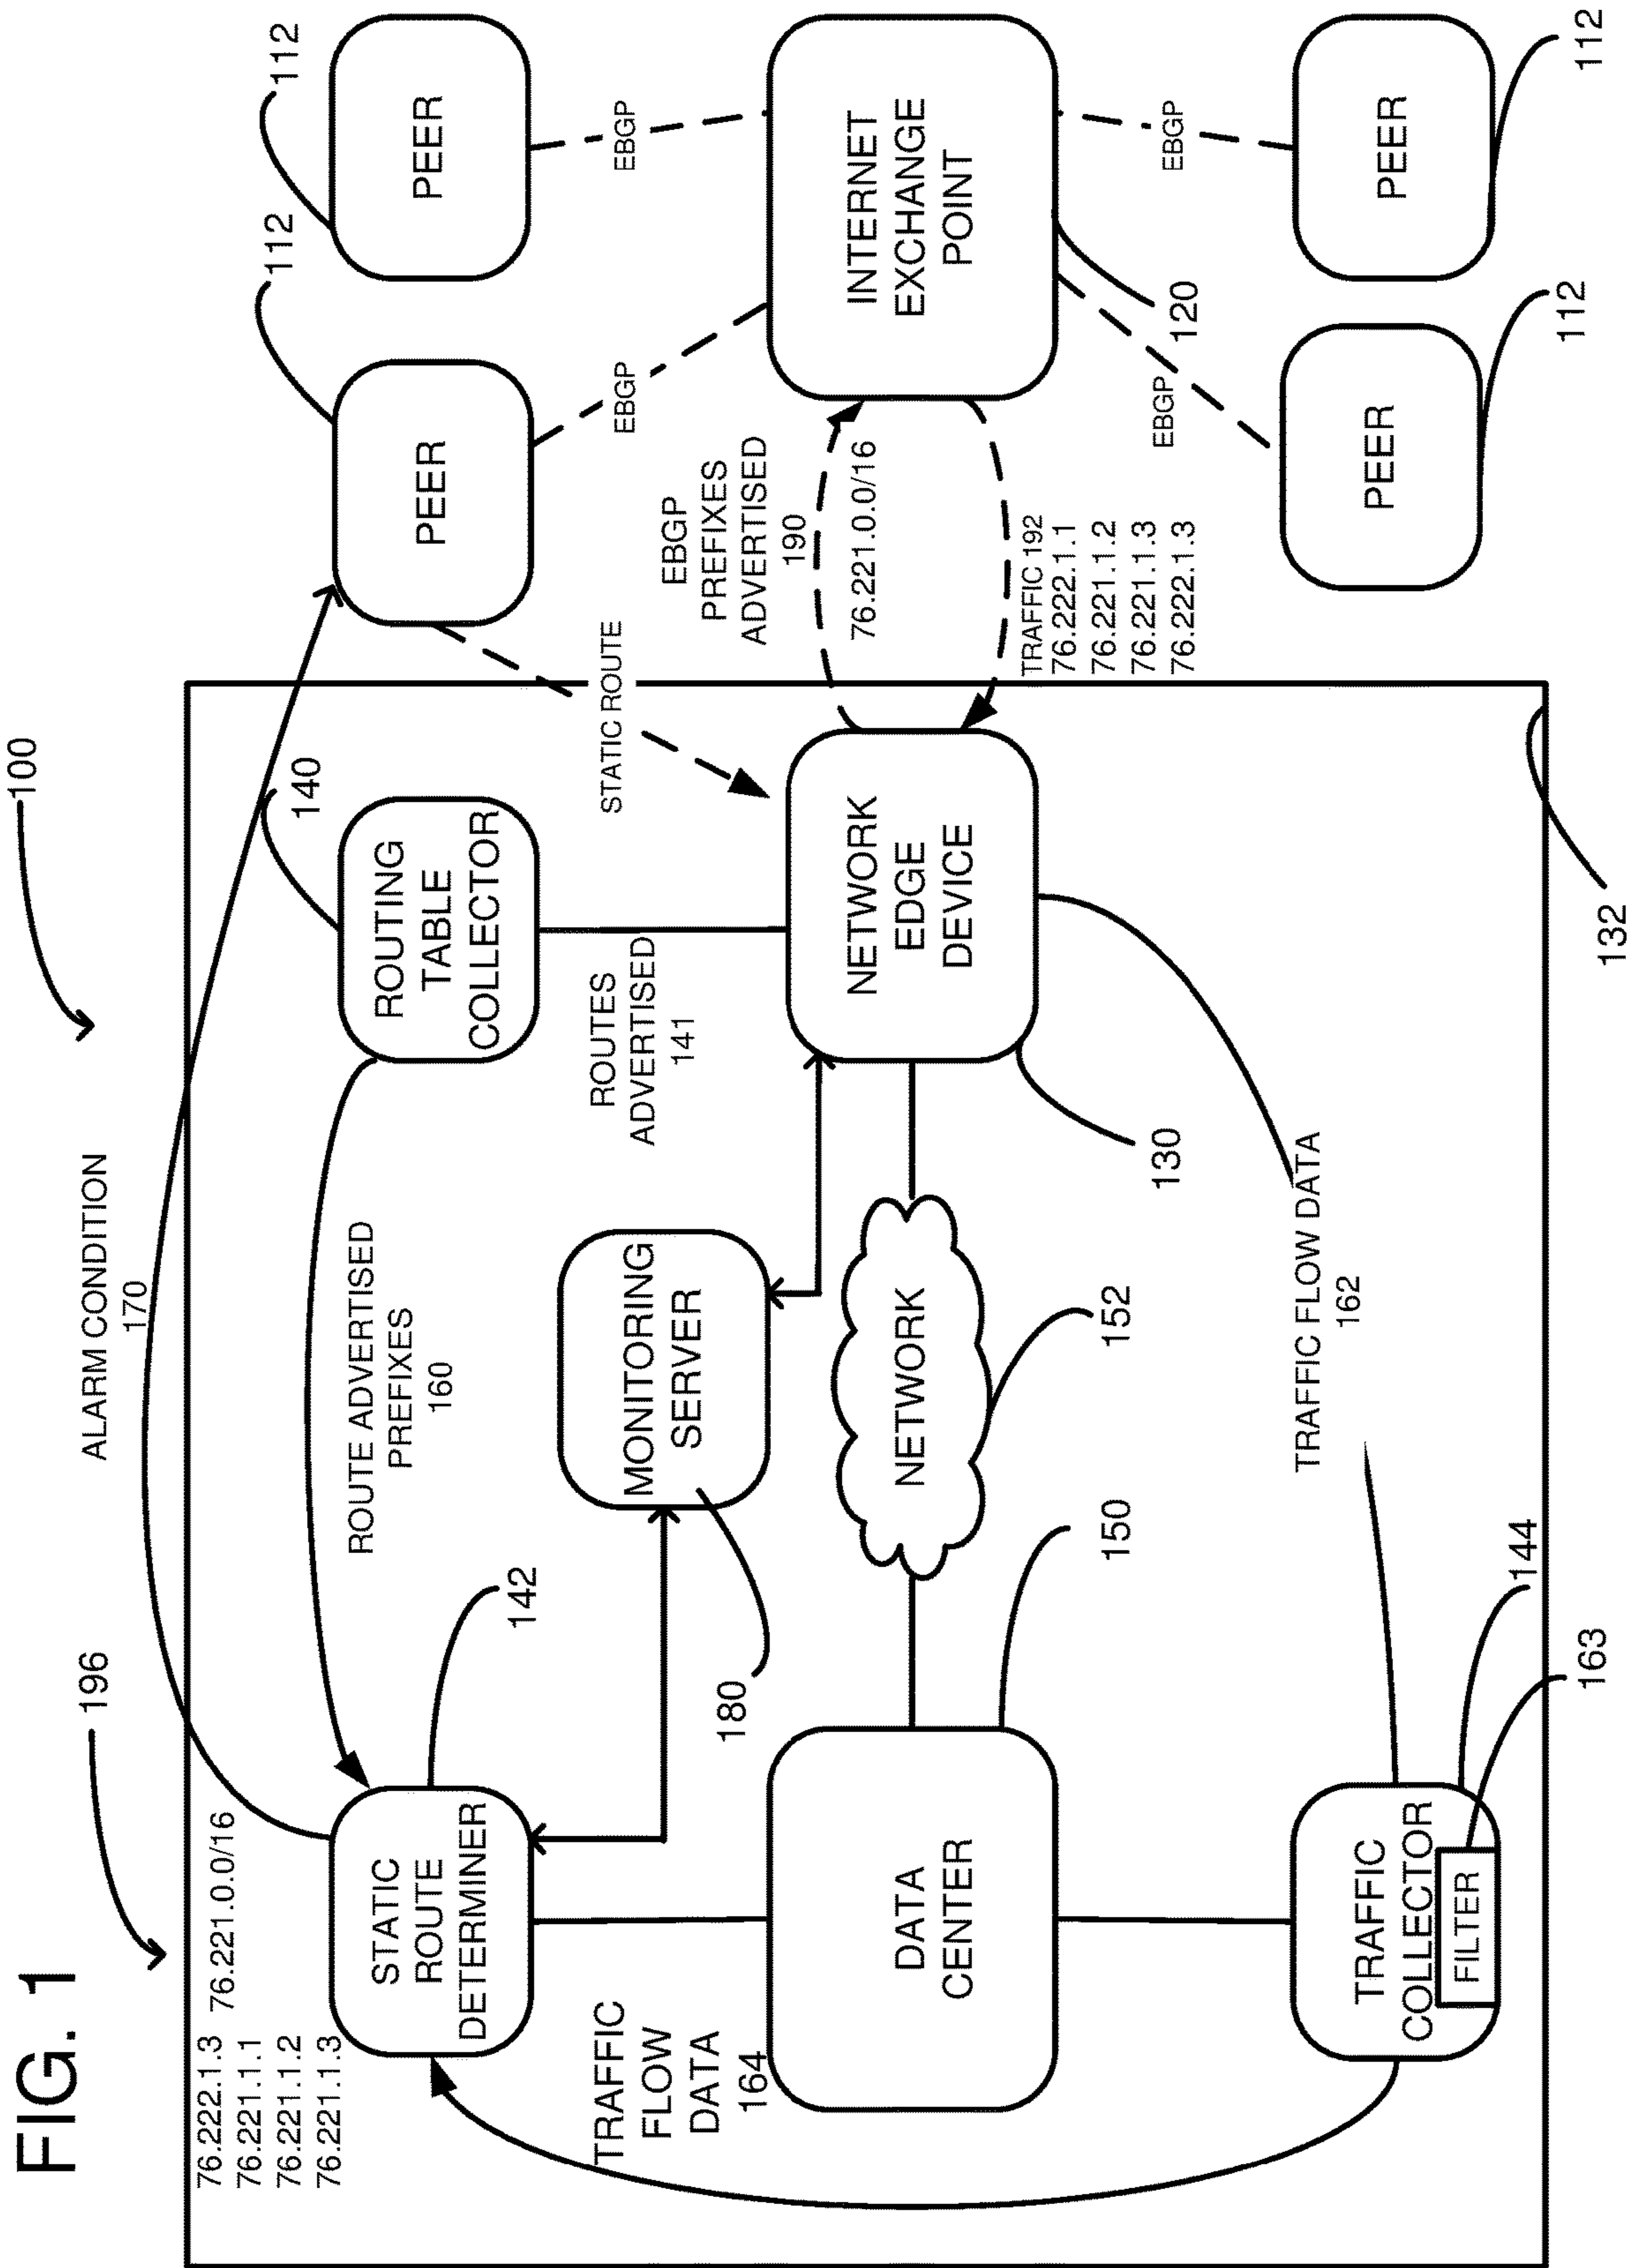 FIG. 1
196
100
ALARM CONDITION
170
76.222.1.3
76.221.1.1
76.221.1.2
76.221.1.3
76.221.0.0/16
STATIC
ROUTE
DETERMINER
142
ROUTE ADVERTISED
PREFIXES
160
ROUTING
TABLE
COLLECTOR
140
ROUTES
ADVERTISED
141
MONITORING
SERVER
180
STATIC ROUTE
PEER
112
PEER
112
EBGP
EBGP
EBGP
PREFIXES
ADVERTISED
190
76.221.0.0/16
TRAFFIC
FLOW
DATA
164
DATA
CENTER
150
NETWORK
152
NETWORK
EDGE
DEVICE
130
INTERNET
EXCHANGE
POINT
120
TRAFFIC 192
76.222.11.1
76.221.1.2
76.221.1.3
76.222.1.3
EBGP
EBGP
TRAFFIC FLOW DATA
162
TRAFFIC
COLLECTOR
FILTER
144
163
132
PEER
112
PEER
112